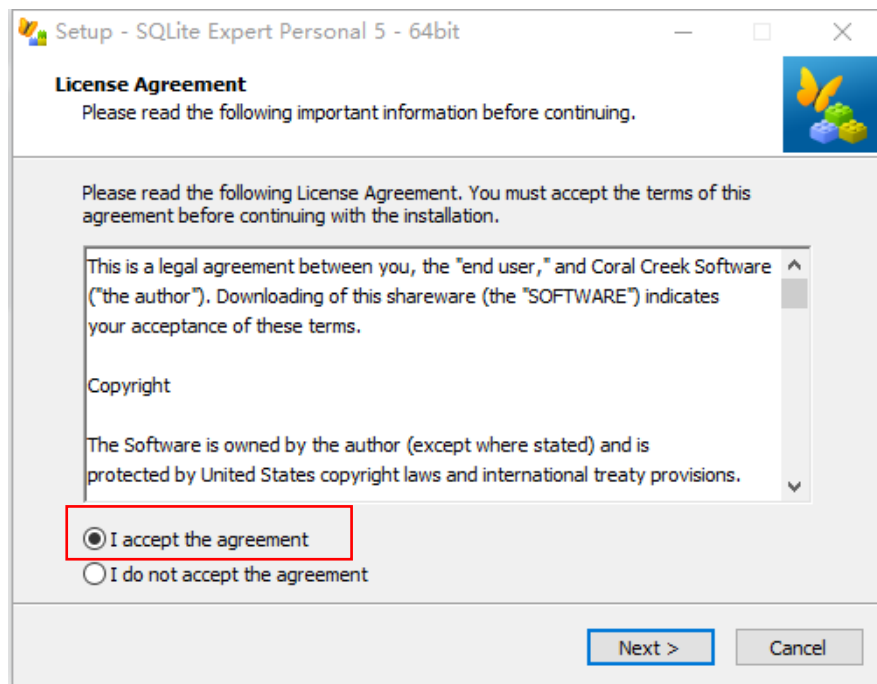 Setup - SQLite Expert Personal 5 - 64bit
License Agreement
Please read the following important information before continuing.
Please read the following License Agreement. You must accept the terms of this
agreement before continuing with the installation.
This is a legal agreement between you, the "end user," and Coral Creek Software
("the author"). Downloading of this shareware (the "SOFTWARE") indicates
your acceptance of these terms.
Copyright
The Software is owned by the author (except where stated) and is
protected by United States copyright laws and international treaty provisions.
I accept the agreement
I do not accept the agreement
Next >
Cancel